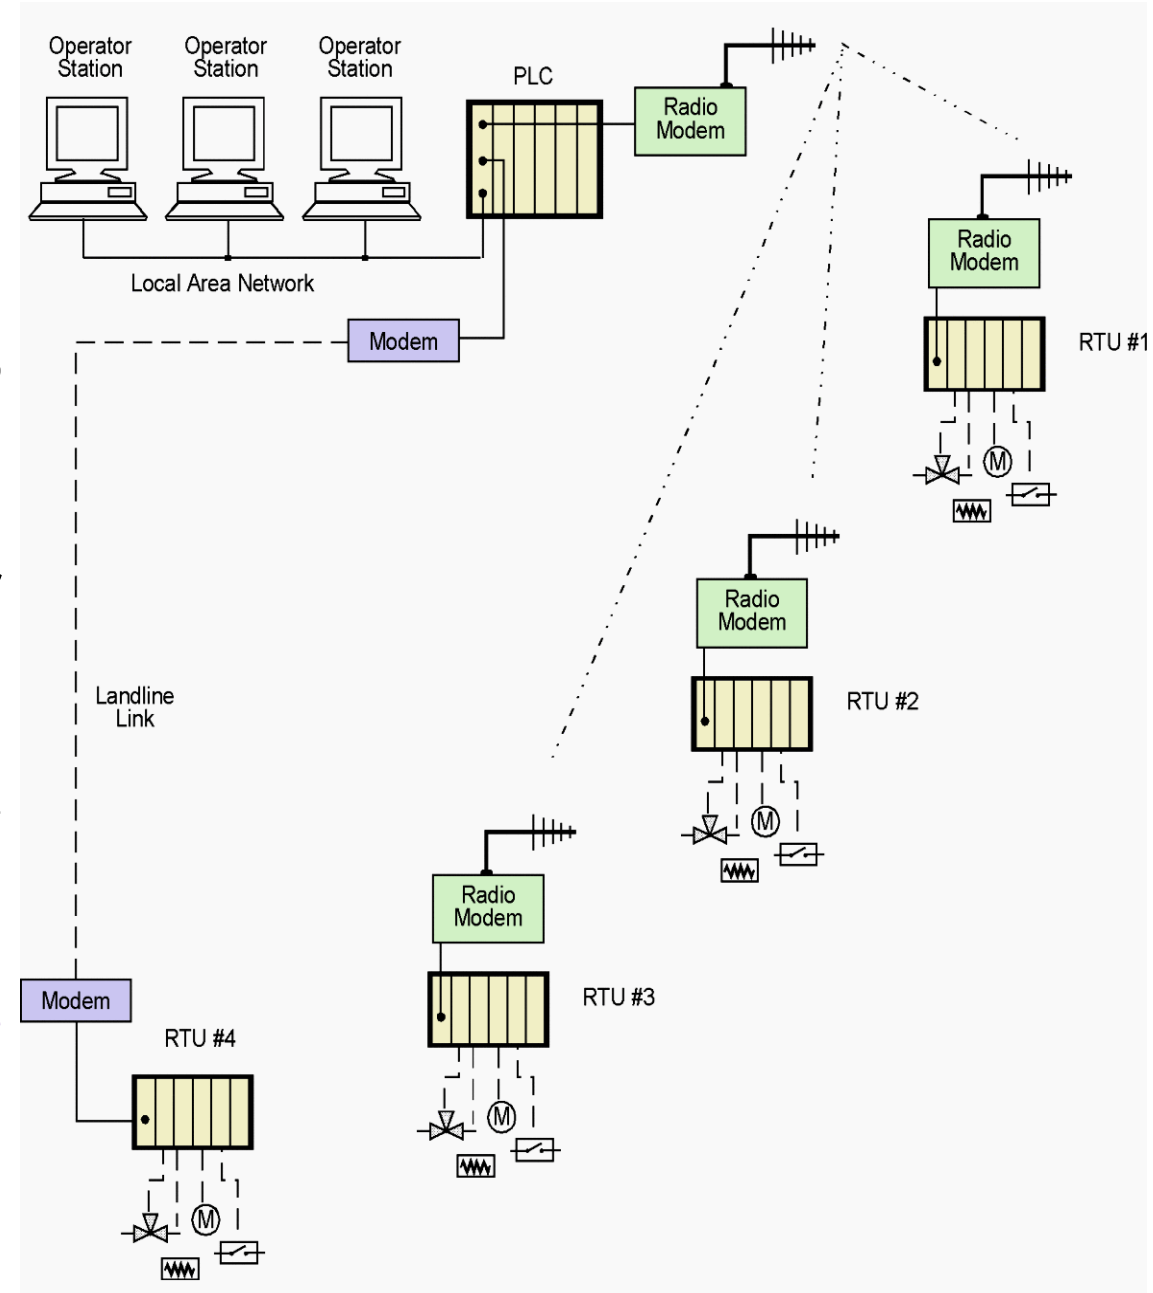 Operator
Station
Operator
Station
Operator
Station
PLC
Radio
Modem
Radio
Modem
Local Area Network
Modem
RTU #1
M
Radio
Modem
Landline
Link
RTU #2
M
Radio
Modem
Modem
RTU #3
RTU #4
M
M